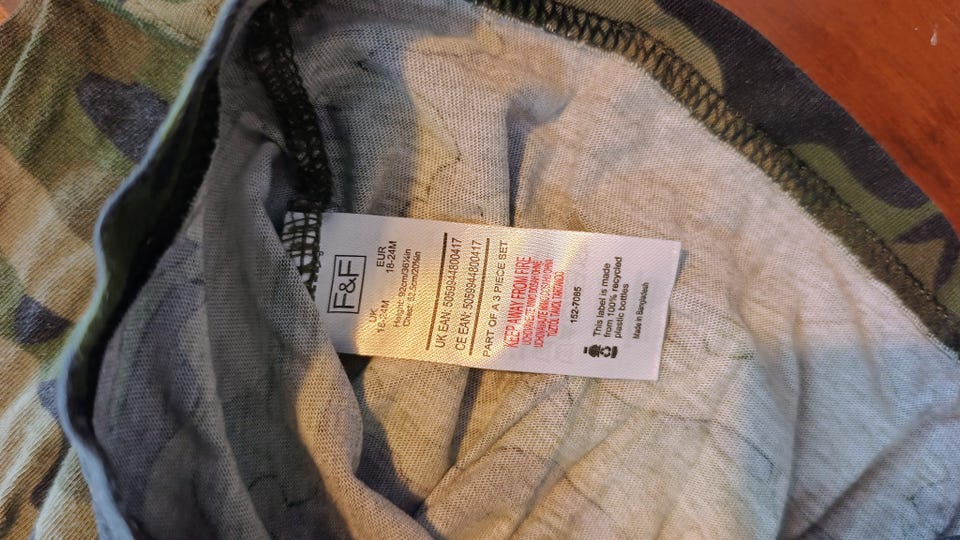 F&F
UK EUR
18-24M 18-24M
Height: 92cm/36¼in
Chest: 52.5cm/20¾in
UK EAN: 5059944800417
CE EAN: 5059944800417
PART OF A 3 PIECE SET
KEEP AWAY FROM FIRE
152-7085
This label is made
from 100% recycled
plastic bottles
Made in Bangladesh